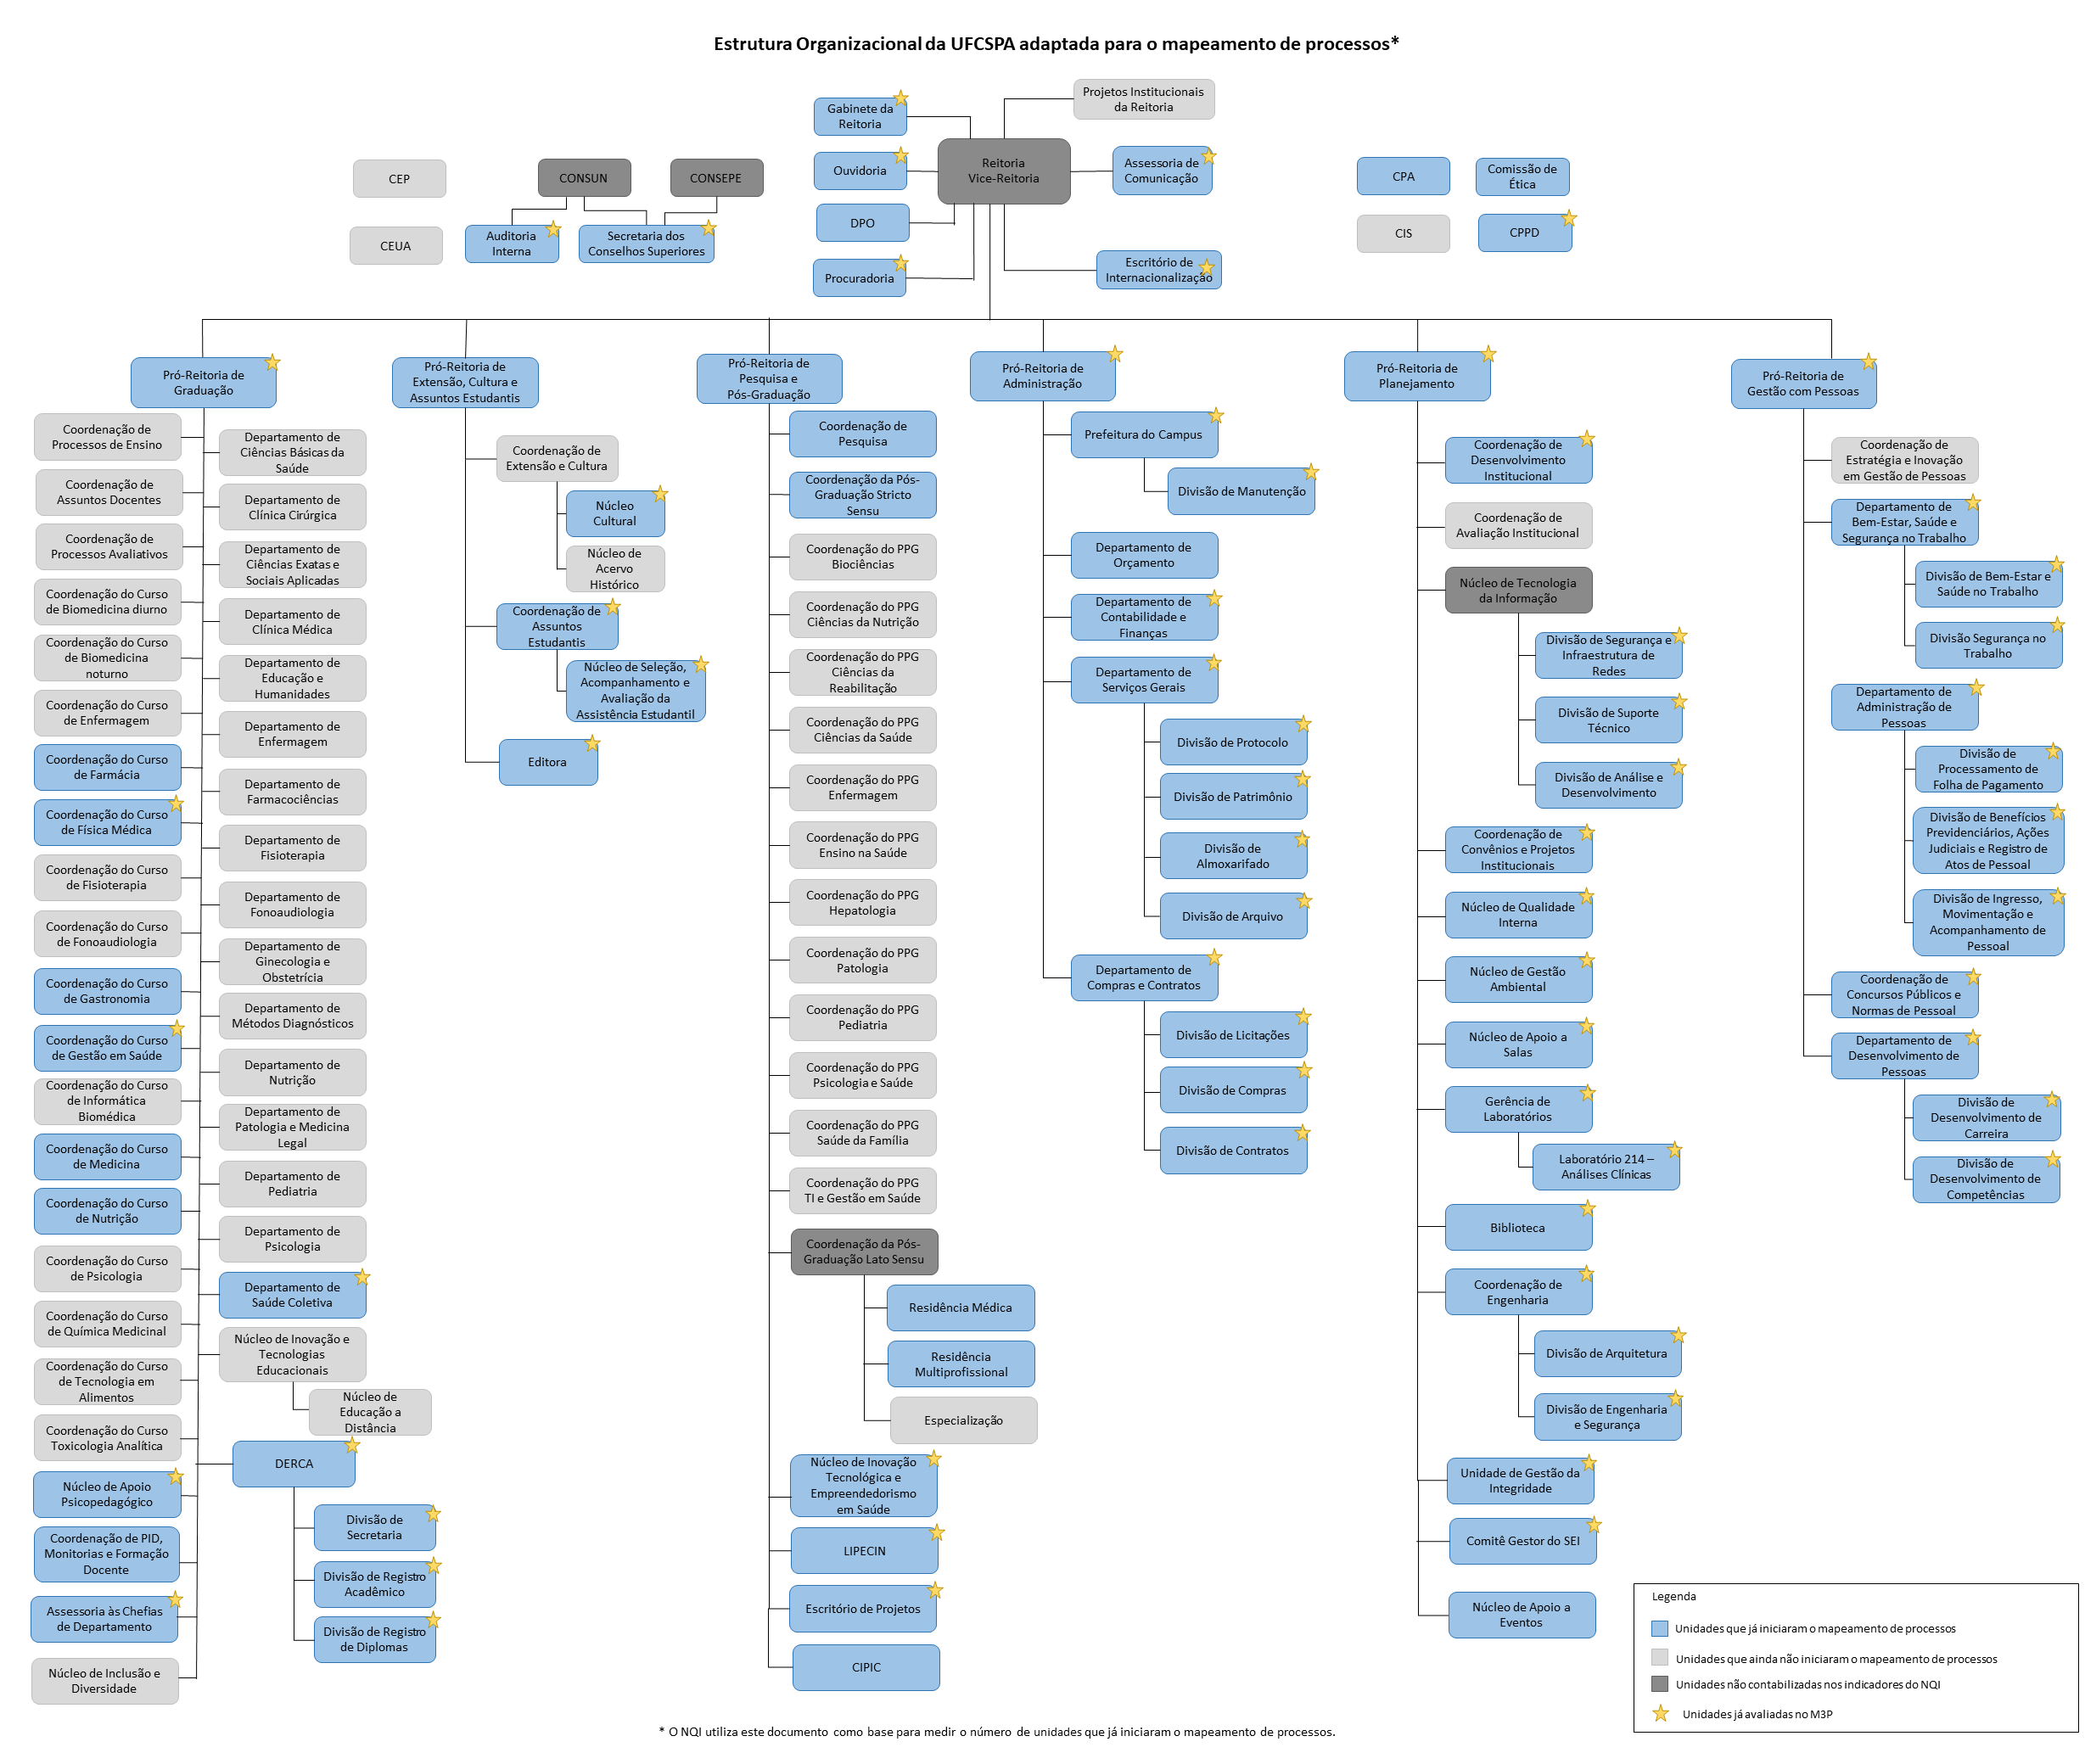 Estrutura Organizacional da UFCSPA adaptada para o mapeamento de processos*
Projetos Institucionais
da Reitoria
Gabinete da
Reitoria
Ouvidoria
DPO
Procuradoria
Reitoria
Vice-Reitoria
Assessoria de
Comunicação
Escritório de
Internacionalização
CEP
CEUA
CONSUN
CONSEPE
Auditoria
Interna
Secretaria dos
Conselhos Superiores
CPA
Comissão de
Ética
CIS
CPPD
Pró-Reitoria de
Graduação
Coordenação de
Processos de Ensino
Coordenação de
Assuntos Docentes
Coordenação de
Processos Avaliativos
Coordenação do Curso
de Biomedicina diurno
Coordenação do Curso
de Biomedicina
noturno
Coordenação do Curso
de Enfermagem
Coordenação do Curso
de Farmácia
Coordenação do Curso
de Física Médica
Coordenação do Curso
de Fisioterapia
Coordenação do Curso
de Fonoaudiologia
Coordenação do Curso
de Gastronomia
Coordenação do Curso
de Gestão em Saúde
Coordenação do Curso
de Informática
Biomédica
Coordenação do Curso
de Medicina
Coordenação do Curso
de Nutrição
Coordenação do Curso
de Psicologia
Coordenação do Curso
de Química Medicinal
Coordenação do Curso
de Tecnologia em
Alimentos
Coordenação do Curso
Toxicologia Analítica
Núcleo de Apoio
Psicopedagógico
Coordenação de PID,
Monitorias e Formação
Docente
Assessoria às Chefias
de Departamento
Núcleo de Inclusão e
Diversidade
Departamento de
Ciências Básicas da
Saúde
Departamento de
Clínica Cirúrgica
Departamento de
Ciências Exatas e
Sociais Aplicadas
Departamento de
Clínica Médica
Departamento de
Educação e
Humanidades
Departamento de
Enfermagem
Departamento de
Farmacociências
Departamento de
Fisioterapia
Departamento de
Fonoaudiologia
Departamento de
Ginecologia e
Obstetrícia
Departamento de
Métodos Diagnósticos
Departamento de
Nutrição
Departamento de
Patologia e Medicina
Legal
Departamento de
Pediatria
Departamento de
Psicologia
Departamento de
Saúde Coletiva
Núcleo de Inovação e
Tecnologias
Educacionais
Núcleo de
Educação a
Distância
DERCA
Divisão de
Secretaria
Divisão de Registro
Acadêmico
Divisão de Registro
de Diplomas
Pró-Reitoria de
Extensão, Cultura e
Assuntos Estudantis
Coordenação de
Extensão e Cultura
Núcleo
Cultural
Núcleo de
Acervo
Histórico
Coordenação de
Assuntos
Estudantis
Núcleo de Seleção,
Acompanhamento e
Avaliação da
Assistência Estudantil
Editora
Pró-Reitoria de
Pesquisa e
Pós-Graduação
Coordenação de
Pesquisa
Coordenação da Pós-
Graduação Stricto
Sensu
Coordenação do PPG
Biociências
Coordenação do PPG
Ciências da Nutrição
Coordenação do PPG
Ciências da
Reabilitação
Coordenação do PPG
Ciências da Saúde
Coordenação do PPG
Enfermagem
Coordenação do PPG
Ensino na Saúde
Coordenação do PPG
Hepatologia
Coordenação do PPG
Patologia
Coordenação do PPG
Pediatria
Coordenação do PPG
Psicologia e Saúde
Coordenação do PPG
Saúde da Família
Coordenação do PPG
TI e Gestão em Saúde
Coordenação da Pós-
Graduação Lato Sensu
Residência Médica
Residência
Multiprofissional
Especialização
Núcleo de Inovação
Tecnológica e
Empreendedorismo
em Saúde
LIPECIN
Escritório de Projetos
CIPIC
Pró-Reitoria de
Administração
Prefeitura do Campus
Divisão de Manutenção
Departamento de
Orçamento
Departamento de
Contabilidade e
Finanças
Departamento de
Serviços Gerais
Divisão de Protocolo
Divisão de Patrimônio
Divisão de
Almoxarifado
Divisão de Arquivo
Departamento de
Compras e Contratos
Divisão de Licitações
Divisão de Compras
Divisão de Contratos
Pró-Reitoria de
Planejamento
Coordenação de
Desenvolvimento
Institucional
Coordenação de
Avaliação Institucional
Núcleo de Tecnologia
da Informação
Divisão de Segurança e
Infraestrutura de
Redes
Divisão de Suporte
Técnico
Divisão de Análise e
Desenvolvimento
Coordenação de
Convênios e Projetos
Institucionais
Núcleo de Qualidade
Interna
Núcleo de Gestão
Ambiental
Núcleo de Apoio a
Salas
Gerência de
Laboratórios
Laboratório 214 –
Análises Clínicas
Biblioteca
Coordenação de
Engenharia
Divisão de Arquitetura
Divisão de Engenharia
e Segurança
Unidade de Gestão da
Integridade
Comitê Gestor do SEI
Núcleo de Apoio a
Eventos
Pró-Reitoria de
Gestão com Pessoas
Coordenação de
Estratégia e Inovação
em Gestão de Pessoas
Departamento de
Bem-Estar, Saúde e
Segurança no Trabalho
Divisão de Bem-Estar e
Saúde no Trabalho
Divisão Segurança no
Trabalho
Departamento de
Administração de
Pessoas
Divisão de
Processamento de
Folha de Pagamento
Divisão de Benefícios
Previdenciários, Ações
Judiciais e Registro de
Atos de Pessoal
Divisão de Ingresso,
Movimentação e
Acompanhamento de
Pessoal
Coordenação de
Concursos Públicos e
Normas de Pessoal
Departamento de
Desenvolvimento de
Pessoas
Divisão de
Desenvolvimento de
Carreira
Divisão de
Desenvolvimento de
Competências
Legenda
Unidades que já iniciaram o mapeamento de processos
Unidades que ainda não iniciaram o mapeamento de processos
Unidades não contabilizadas nos indicadores do NQI
Unidades já avaliadas no M3P
* O NQI utiliza este documento como base para medir o número de unidades que já iniciaram o mapeamento de processos.